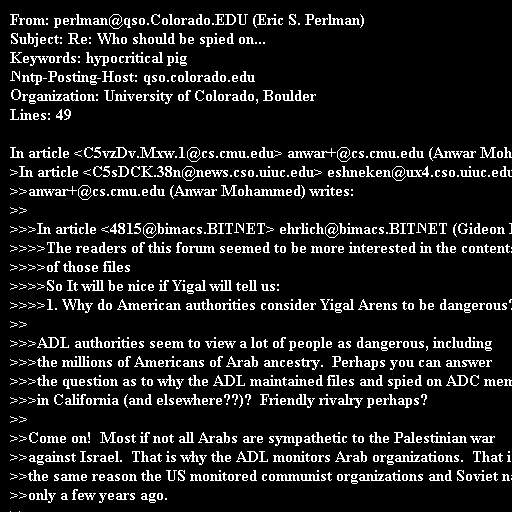 From: perlman@qso.Colorado.EDU (Eric S. Perlman)
Subject: Re: Who should be spied on...
Keywords: hypocritical pig
Nntp-Posting-Host: qso.colorado.edu
Organization: University of Colorado, Boulder
Lines: 49

In article <C5vzDv.Mxw.1@cs.cmu.edu> anwar+@cs.cmu.edu (Anwar Moh
>In article <C5sDCK.38n@news.cso.uiuc.edu> eshneken@ux4.cso.uiuc.edu
>>anwar+@cs.cmu.edu (Anwar Mohammed) writes:
>>
>>>In article <4815@bimacs.BITNET> ehrlich@bimacs.BITNET (Gideon
>>>>The readers of this forum seemed to be more interested in the contents
>>>>of those files
>>>>So It will be nice if Yigal will tell us:
>>>>1. Why do American authorities consider Yigal Arens to be dangerous?
>>
>>>ADL authorities seem to view a lot of people as dangerous, including
>>>the millions of Americans of Arab ancestry.  Perhaps you can answer
>>>the question as to why the ADL maintained files and spied on ADC mem
>>>in California (and elsewhere??)?  Friendly rivalry perhaps?
>>
>>Come on!  Most if not all Arabs are sympathetic to the Palestinian war
>>against Israel.  That is why the ADL monitors Arab organizations.  That i
>>the same reason the US monitored communist organizations and Soviet na
>>only a few years ago.